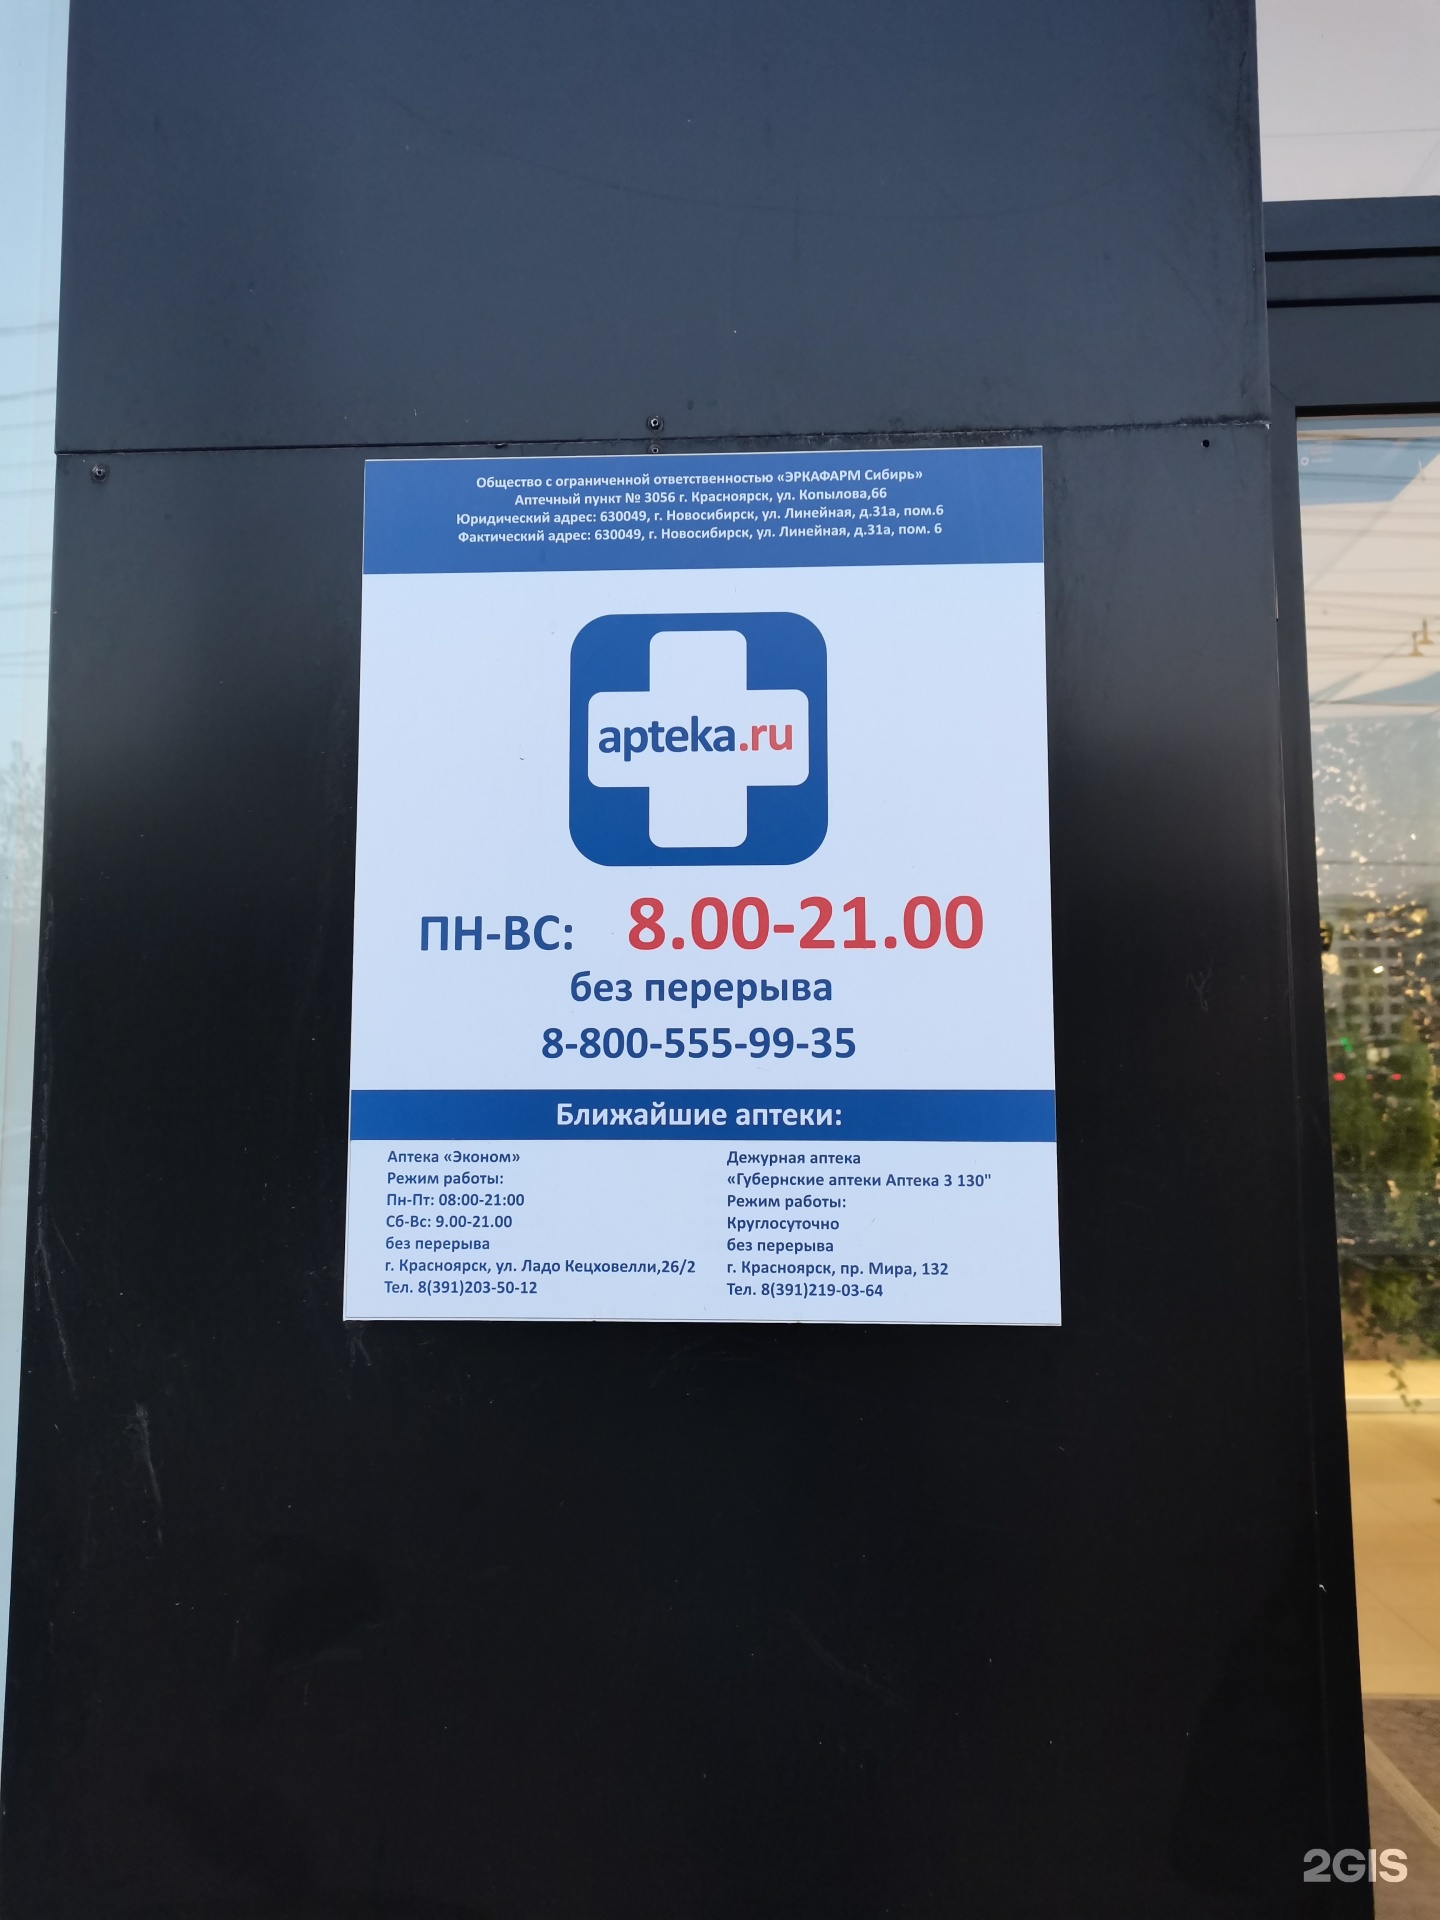 Общество с ограниченной ответственностью «ЭРКАФАРМ Сибирь»
Аптечный пункт № 3056 г. Красноярск, ул. Копылова,66
Юридический адрес: 630049, г. Новосибирск, ул. Линейная, д.31а, пом.6
Фактический адрес: 630049, г. Новосибирск, ул. Линейная, д.31а, пом. 6
apteka.ru
ПН-ВС: 8.00-21.00
без перерыва
8-800-555-99-35
Ближайшие аптеки:
Аптека «Эконом»
Режим работы:
Пн-Пт: 08:00-21:00
Сб-Вс: 9.00-21.00
без перерыва
г. Красноярск, ул. Ладо Кецховелли,26/2
Тел. 8(391)203-50-12
Дежурная аптека
«Губернские аптеки Аптека 3 130"
Режим работы:
Круглосуточно
без перерыва
г. Красноярск, пр. Мира, 132
Тел. 8(391)219-03-64
2GIS